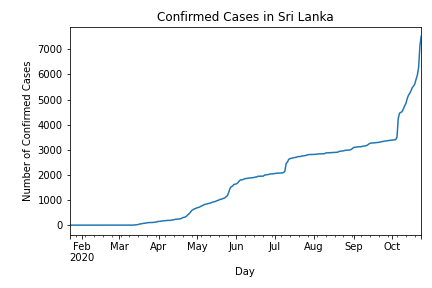 Confirmed Cases in Sri Lanka
Number of Confirmed Cases
7000
6000
5000
4000
3000
2000
1000
0
Feb Mar Apr May Jun Jul Aug Sep Oct
2020
Day